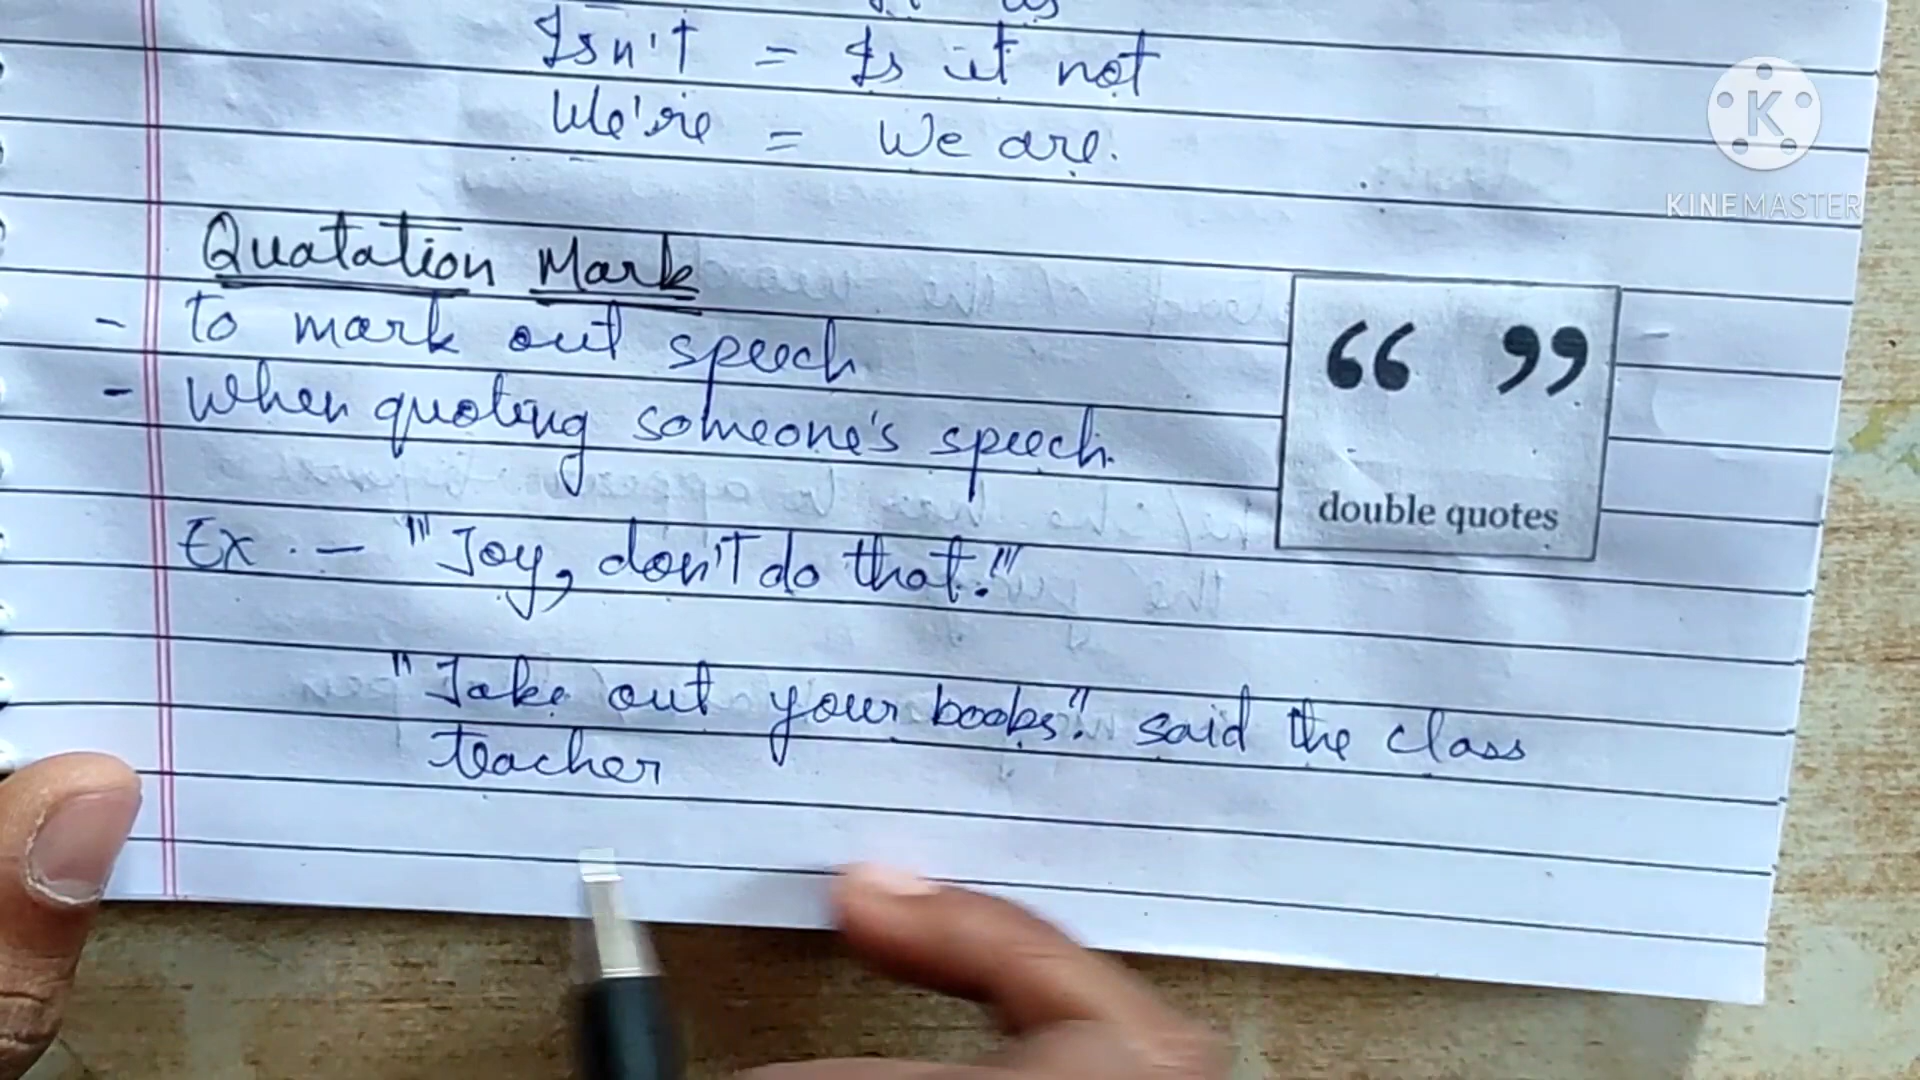 Isn't = Is it not
We're = We are.
KINEMASTER
Quatation Mark
- to mark out speech
- When quoting someone's speech.
double quotes
Ex. - "Joy, don't do that."
"Take out your books". said the class
teacher